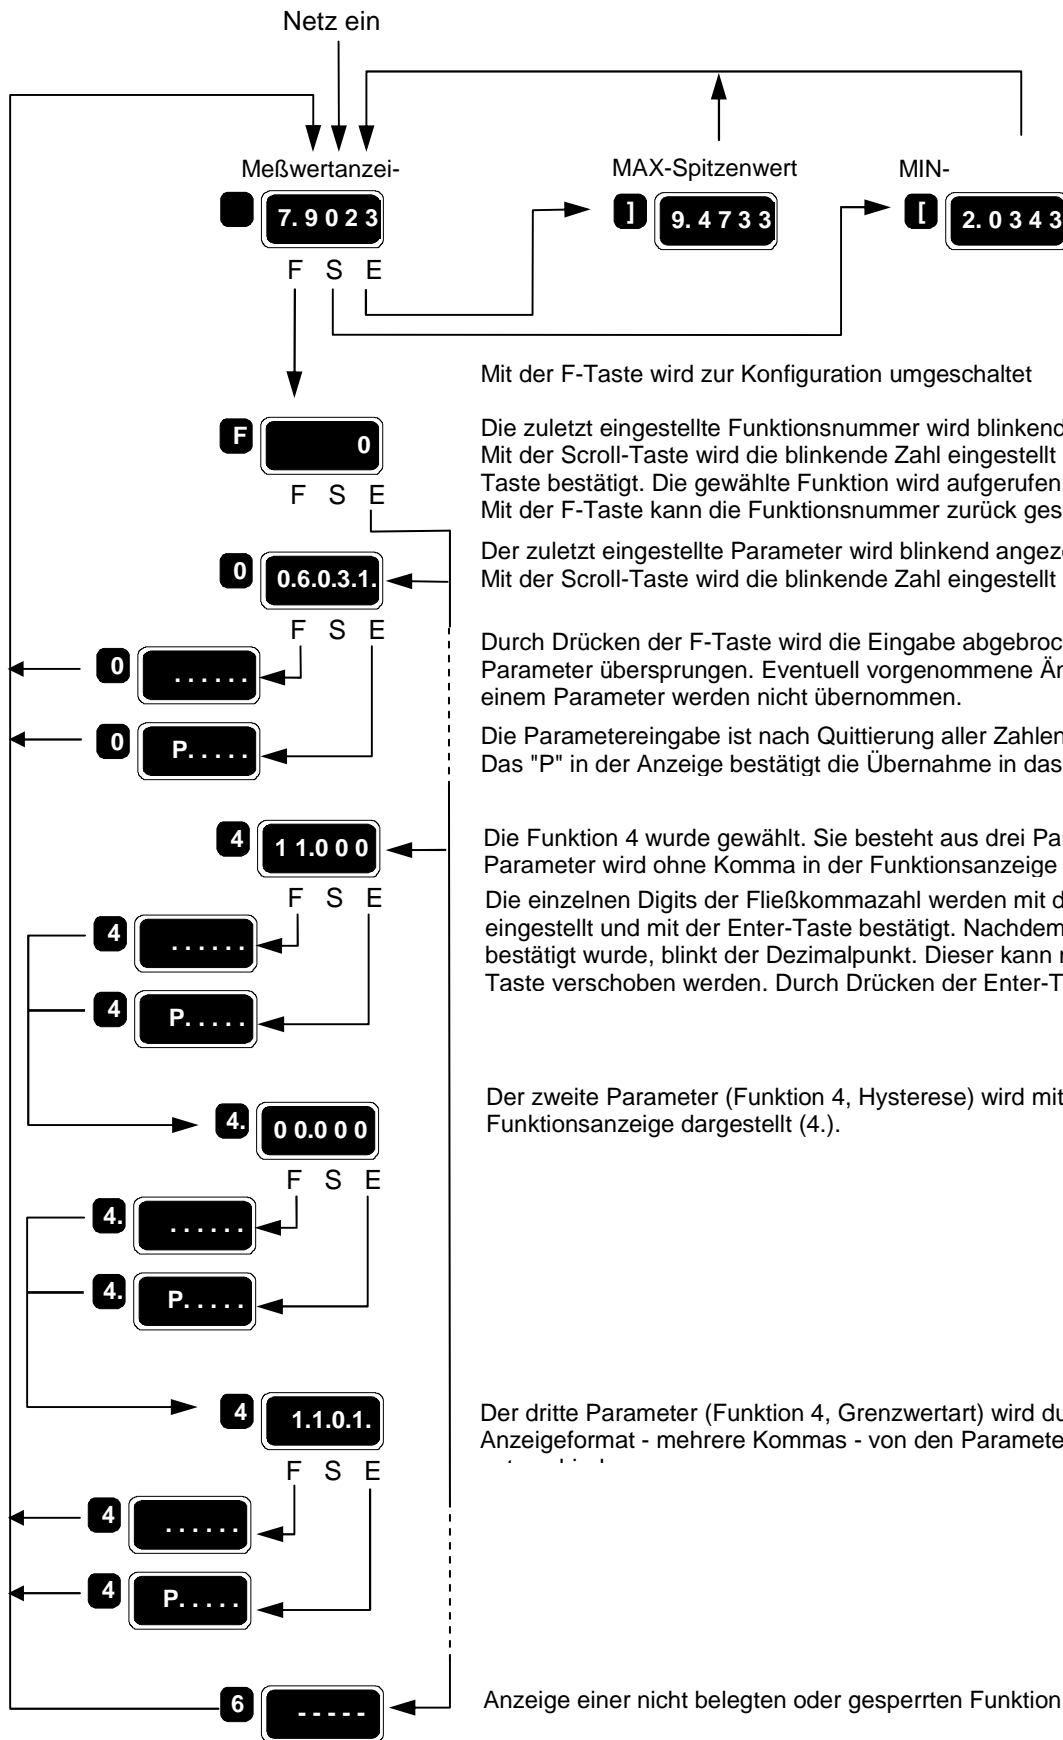 Netz ein
Meßwertanzei-
MAX-Spitzenwert
MIN-
7. 9 0 2 3
] 9. 4 7 3 3
[ 2. 0 3 4 3
F S E
Mit der F-Taste wird zur Konfiguration umgeschaltet
F 0
F S E
Die zuletzt eingestellte Funktionsnummer wird blinkend
Mit der Scroll-Taste wird die blinkende Zahl eingestellt
Taste bestätigt. Die gewählte Funktion wird aufgerufen
Mit der F-Taste kann die Funktionsnummer zurück ges
0 0.6.0.3.1.
F S E
Der zuletzt eingestellte Parameter wird blinkend angez
Mit der Scroll-Taste wird die blinkende Zahl eingestellt
0 . . . . . .
Durch Drücken der F-Taste wird die Eingabe abgebroc
Parameter übersprungen. Eventuell vorgenommene Än
einem Parameter werden nicht übernommen.
0 P. . . . .
Die Parametereingabe ist nach Quittierung aller Zahlen
Das "P" in der Anzeige bestätigt die Übernahme in das
4 1 1.0 0 0
F S E
Die Funktion 4 wurde gewählt. Sie besteht aus drei Pa
Parameter wird ohne Komma in der Funktionsanzeige
Die einzelnen Digits der Fließkommazahl werden mit d
eingestellt und mit der Enter-Taste bestätigt. Nachdem
bestätigt wurde, blinkt der Dezimalpunkt. Dieser kann
Taste verschoben werden. Durch Drücken der Enter-T
4 . . . . . .
4 P. . . . .
4. 0 0.0 0 0
F S E
Der zweite Parameter (Funktion 4, Hysterese) wird mit
Funktionsanzeige dargestellt (4.).
4. . . . . . .
4. P. . . . .
4 1.1.0.1.
F S E
Der dritte Parameter (Funktion 4, Grenzwertart) wird du
Anzeigeformat - mehrere Kommas - von den Paramete
4 . . . . . .
4 P. . . . .
6 - - - - -
Anzeige einer nicht belegten oder gesperrten Funktion